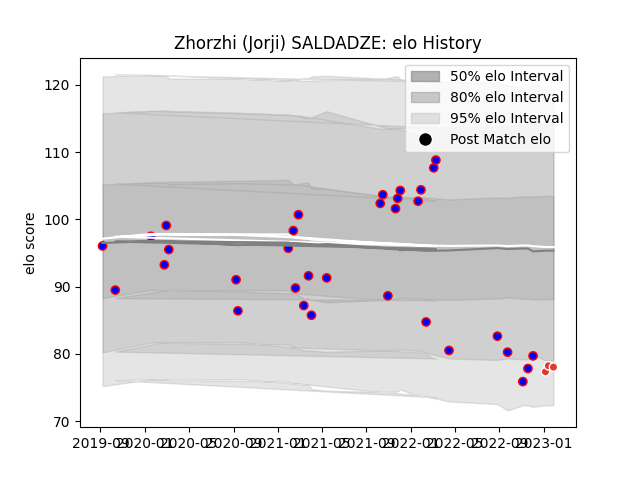 Zhorzhi (Jorji) SALDADZE: elo History
120
110
100
90
80
70
elo score
50% elo Interval
80% elo Interval
95% elo Interval
Post Match elo
2019-09 2020-01 2020-05 2020-09 2021-01 2021-05 2021-09 2022-01 2022-05 2022-09 2023-01